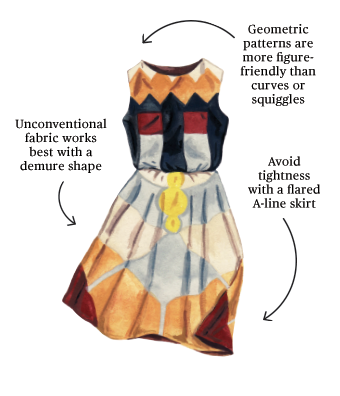 Geometric
patterns are
more figure-
friendly than
curves or
squiggles
Unconventional
fabric works
best with a
demure shape
Avoid
tightness
with a flared
A-line skirt